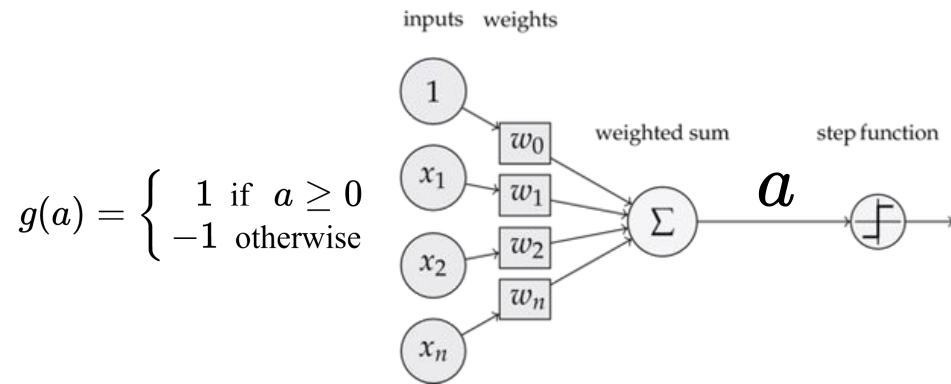 inputs weights
1
w₀
weighted sum
step function
x₁
w₁
a
g(a) = { 1 if a ≥ 0
−1 otherwise
Σ
x₂
w₂
wₙ
xₙ